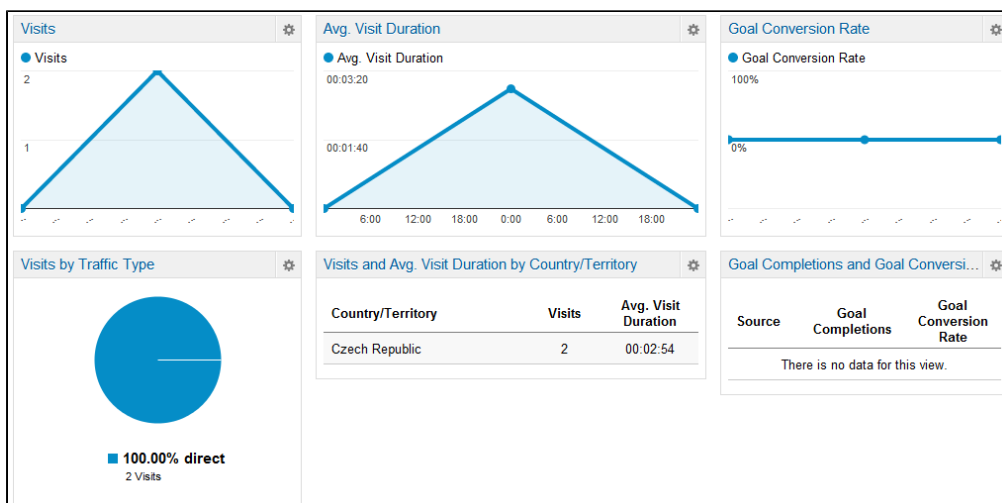 Visits
Visits
2
1
Avg. Visit Duration
Avg. Visit Duration
00:03:20
00:01:40
6:00 12:00 18:00 0:00 6:00 12:00 18:00
Goal Conversion Rate
Goal Conversion Rate
100%
0%
Visits by Traffic Type
100.00% direct
2 Visits
Visits and Avg. Visit Duration by Country/Territory
Country/Territory Visits Avg. Visit Duration
Czech Republic 2 00:02:54
Goal Completions and Goal Conversi...
Source Goal Completions Goal Conversion Rate
There is no data for this view.